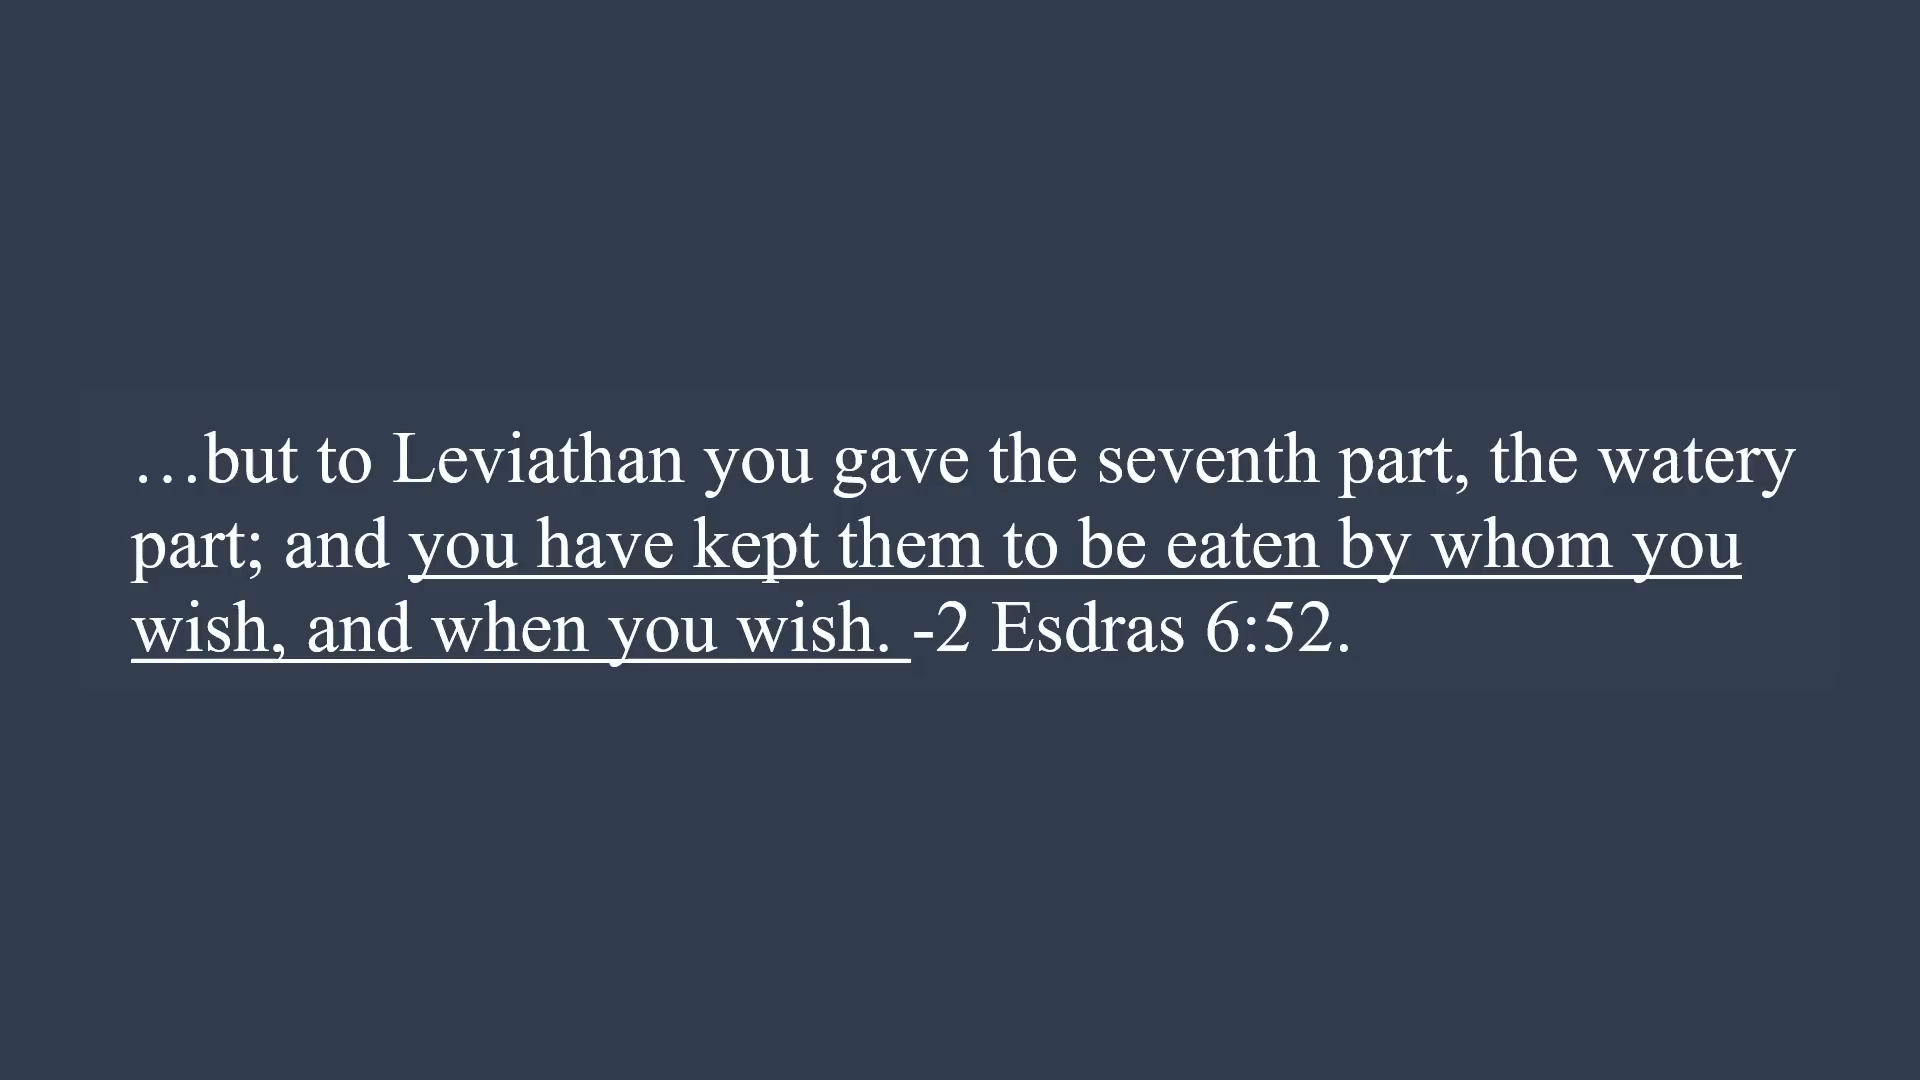 …but to Leviathan you gave the seventh part, the watery
part; and you have kept them to be eaten by whom you
wish, and when you wish. -2 Esdras 6:52.